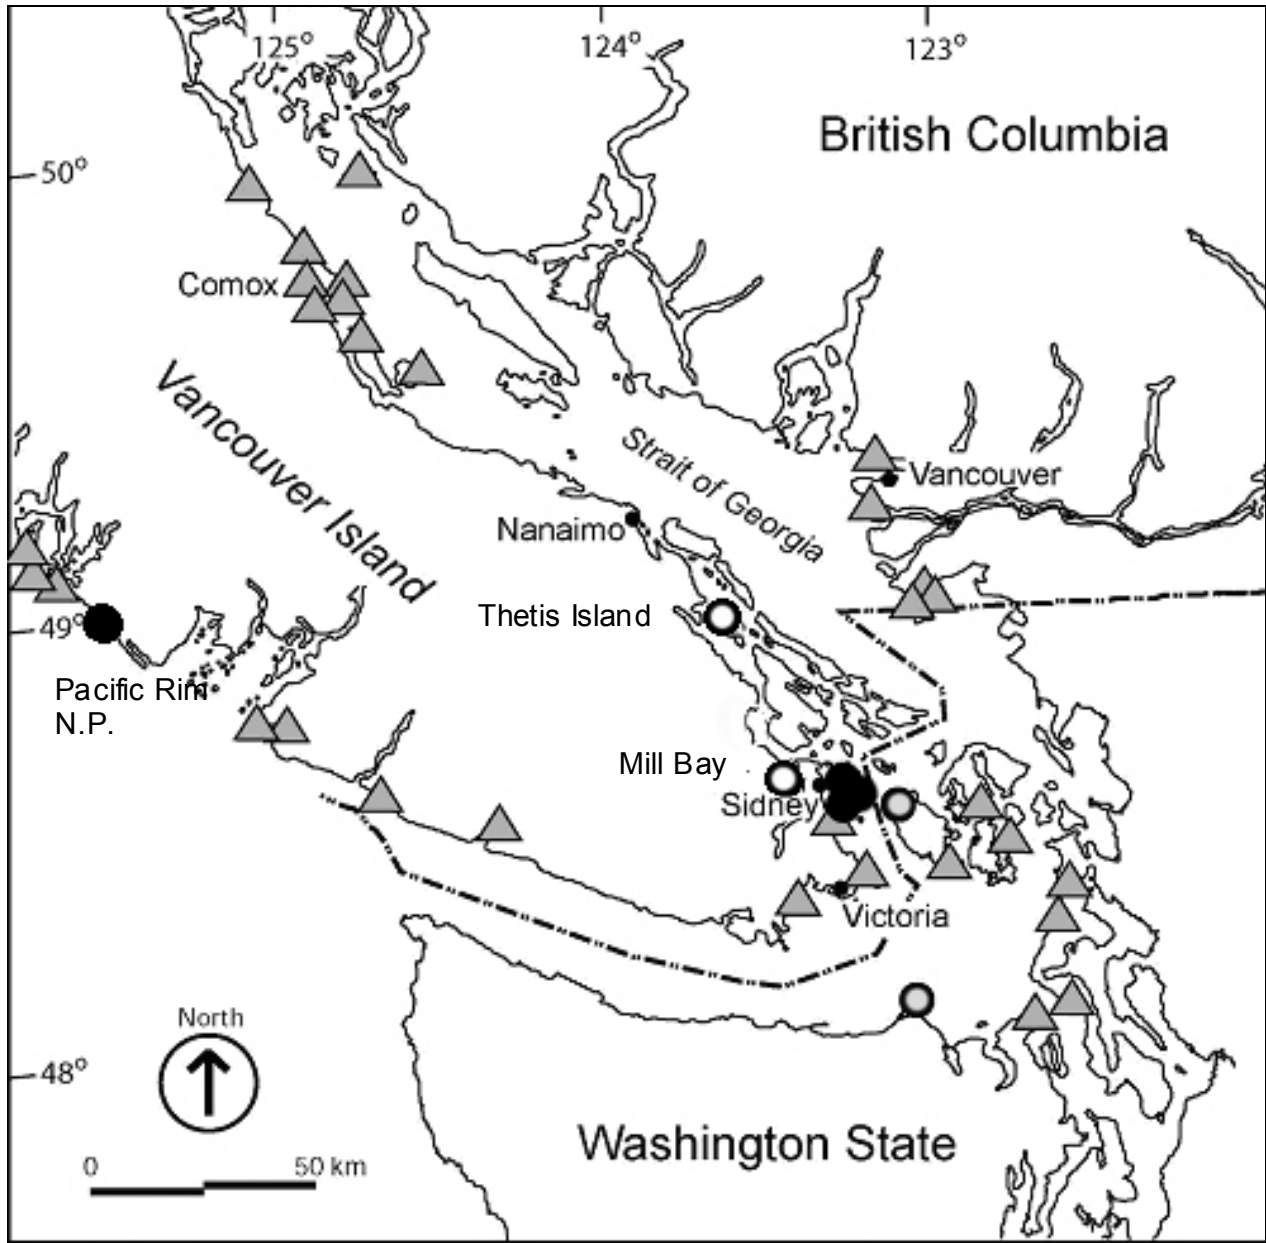 125°
124°
123°
British Columbia
50°
Comox
Vancouver Island
Strait of Georgia
Vancouver
Nanaimo
Thetis Island
49°
Pacific Rim
N.P.
Mill Bay
Sidney
Victoria
North
48°
0 50 km
Washington State